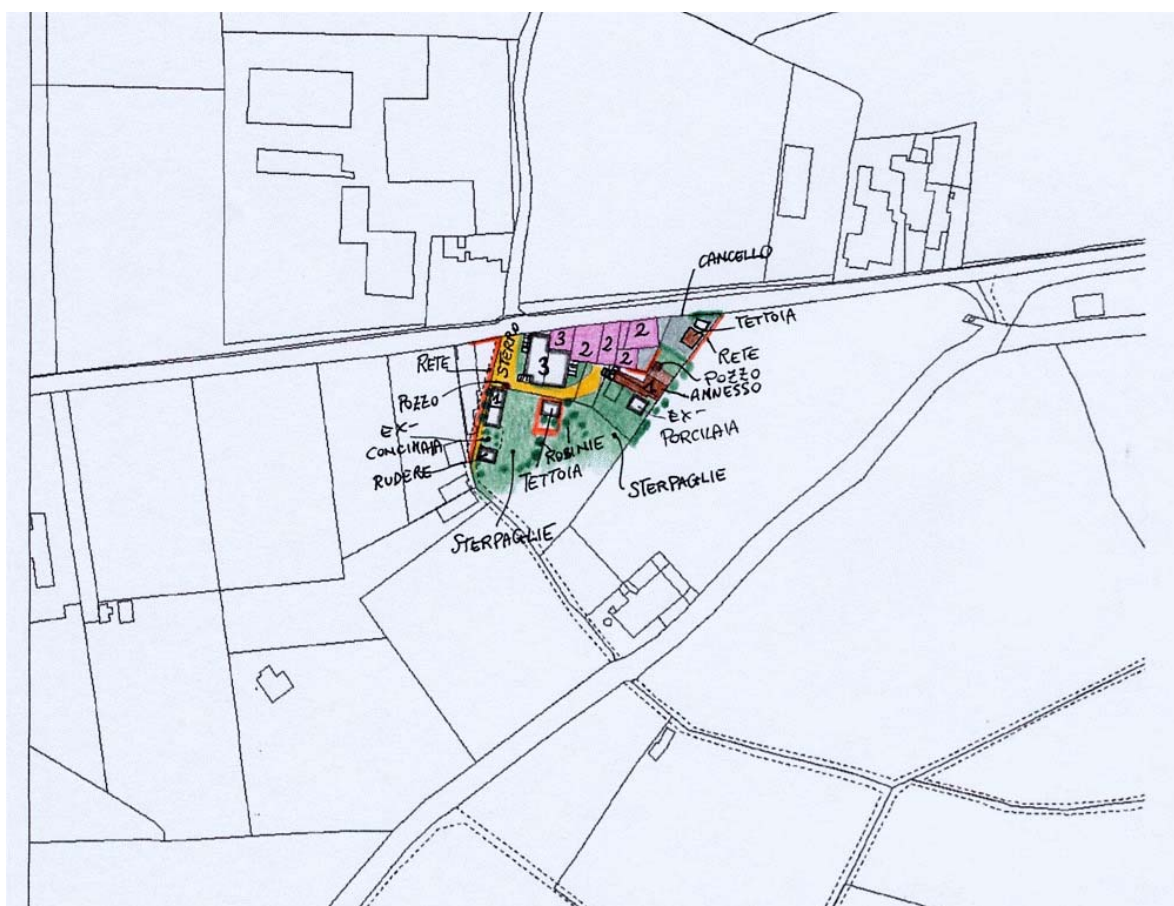 CANCELLO
TETTOIA
STERRO
3
2
2
2
2
3
RETE
RETE
POZZO
1
ANNESSO
POZZO
1
EX-
PORCILAIA
EX-
CONCIMAIA
ROBINIE
RUDERE
TETTOIA
STERPAGLIE
STERPAGLIE